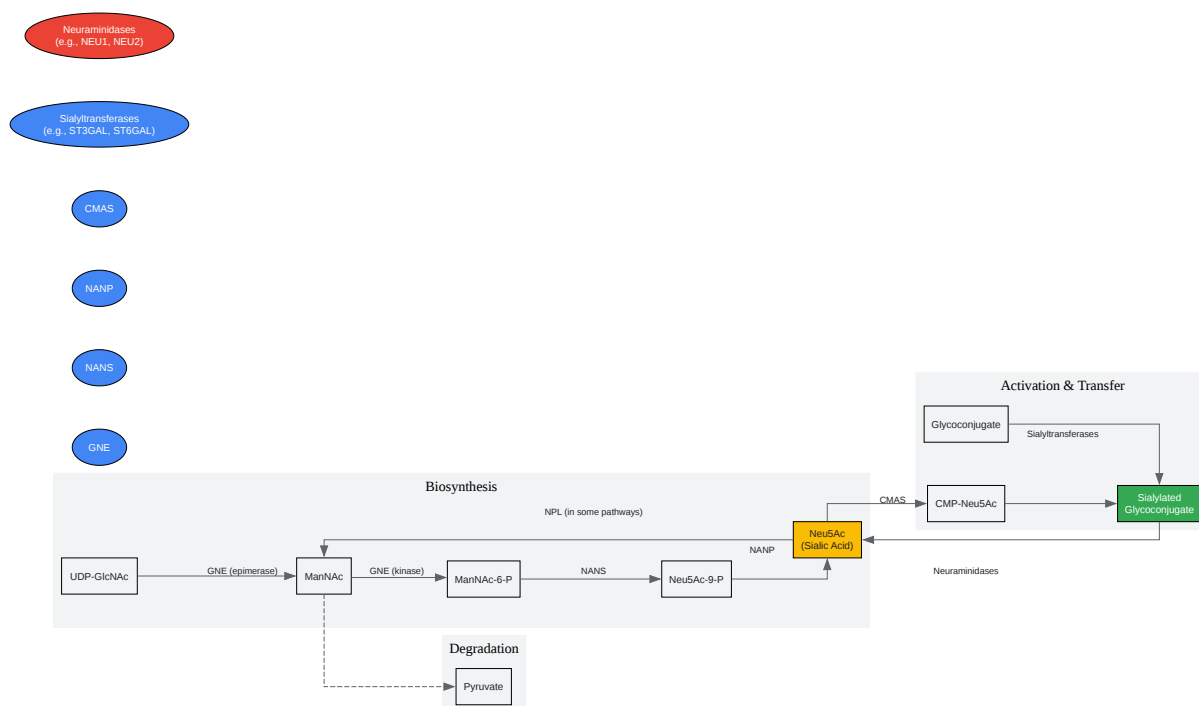 Neuraminidases
(e.g., NEU1, NEU2)
Sialyltransferases
(e.g., ST3GAL, ST6GAL)
CMAS
NANP
NANS
GNE
Activation & Transfer
Glycoconjugate
Sialyltransferases
Biosynthesis
CMAS
CMP-Neu5Ac
Sialylated
Glycoconjugate
NPL (in some pathways)
Neu5Ac
(Sialic Acid)
NANP
Neuraminidases
UDP-GlcNAc
GNE (epimerase)
ManNAc
GNE (kinase)
ManNAc-6-P
NANS
Neu5Ac-9-P
Degradation
Pyruvate